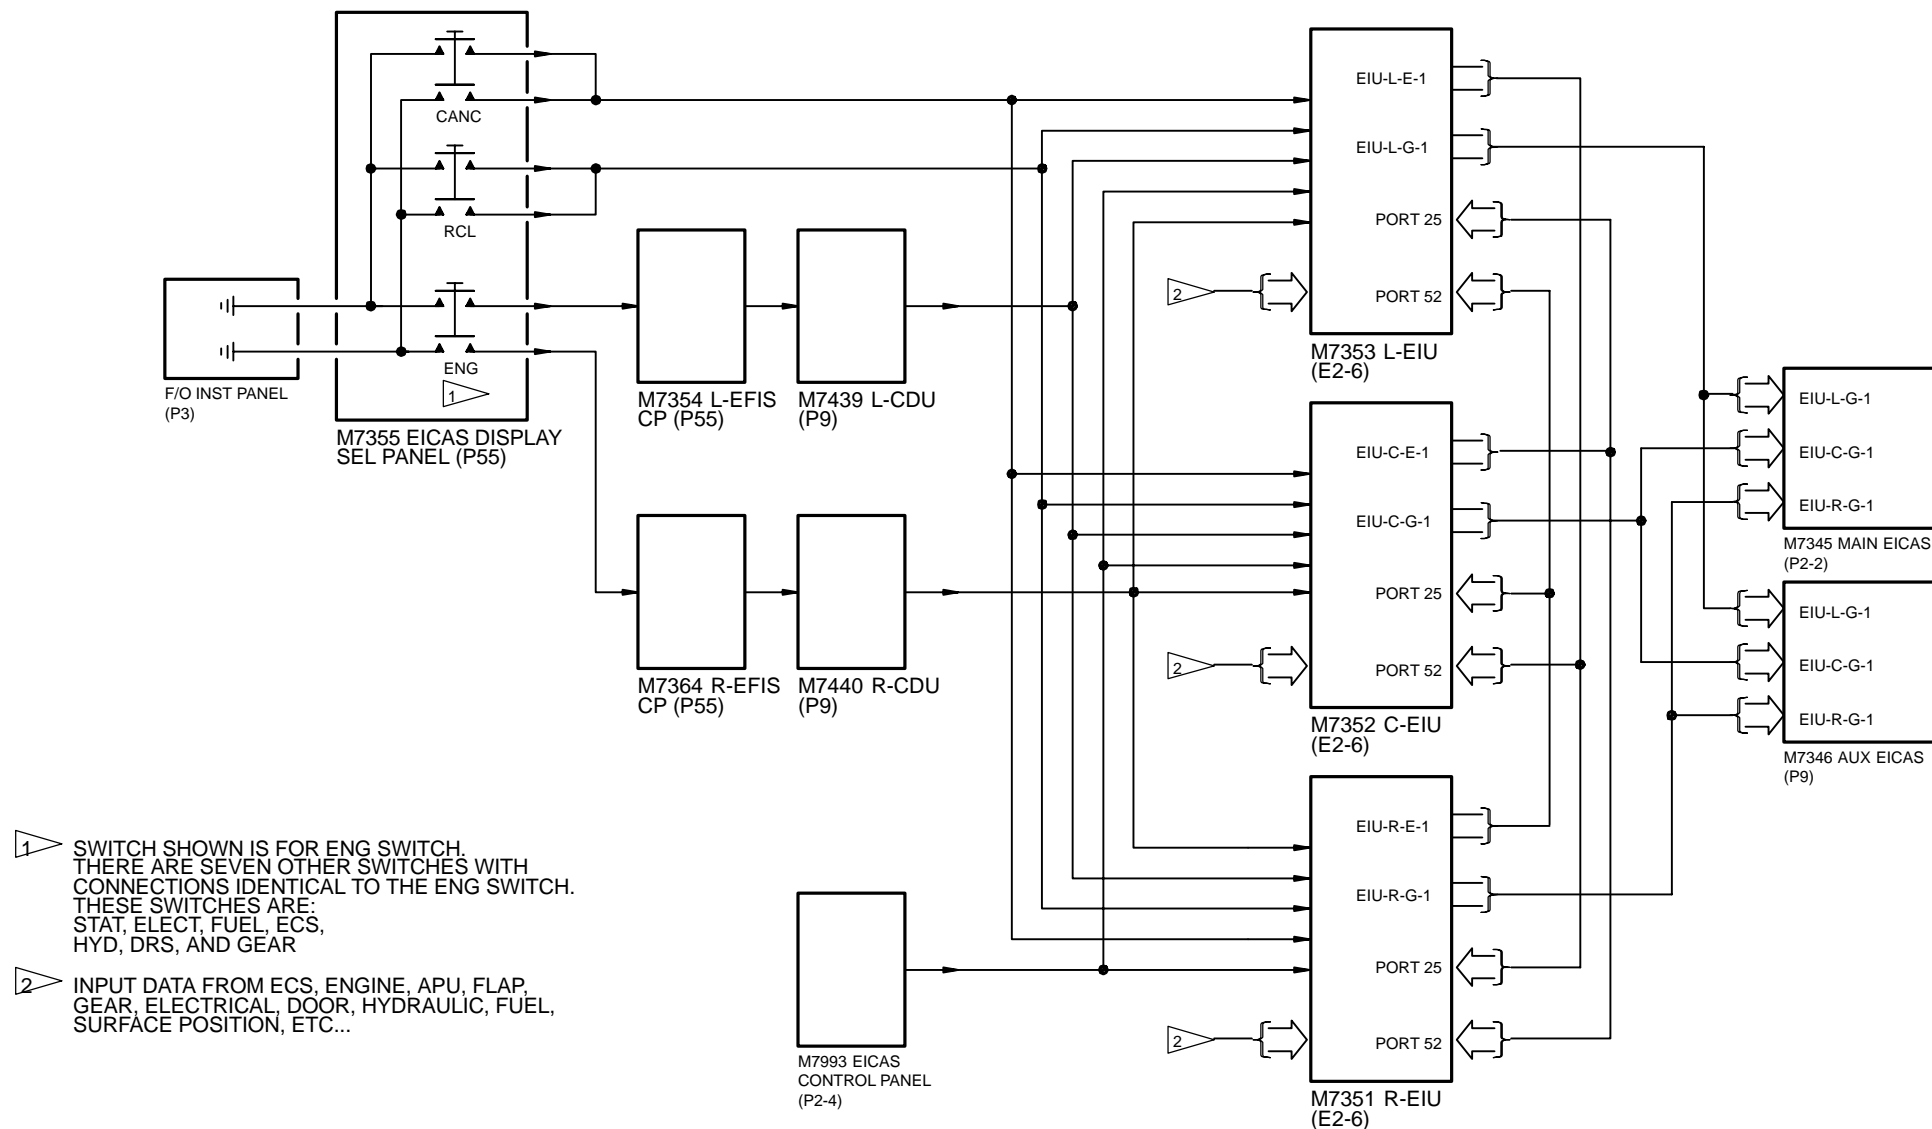 CANC
RCL
ENG
1
F/O INST PANEL
(P3)
M7355 EICAS DISPLAY
SEL PANEL (P55)
M7354 L-EFIS
CP (P55)
M7439 L-CDU
(P9)
M7364 R-EFIS
CP (P55)
M7440 R-CDU
(P9)
M7993 EICAS
CONTROL PANEL
(P2-4)
EIU-L-E-1
EIU-L-G-1
PORT 25
PORT 52
2
M7353 L-EIU
(E2-6)
EIU-C-E-1
EIU-C-G-1
PORT 25
PORT 52
2
M7352 C-EIU
(E2-6)
EIU-R-E-1
EIU-R-G-1
PORT 25
PORT 52
2
M7351 R-EIU
(E2-6)
EIU-L-G-1
EIU-C-G-1
EIU-R-G-1
M7345 MAIN EICAS
(P2-2)
EIU-L-G-1
EIU-C-G-1
EIU-R-G-1
M7346 AUX EICAS
(P9)
1 SWITCH SHOWN IS FOR ENG SWITCH.
THERE ARE SEVEN OTHER SWITCHES WITH
CONNECTIONS IDENTICAL TO THE ENG SWITCH.
THESE SWITCHES ARE:
STAT, ELECT, FUEL, ECS,
HYD, DRS, AND GEAR
2 INPUT DATA FROM ECS, ENGINE, APU, FLAP,
GEAR, ELECTRICAL, DOOR, HYDRAULIC, FUEL,
SURFACE POSITION, ETC...